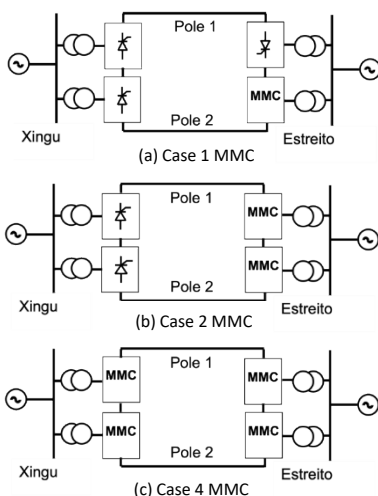 Pole 1
MMC
Xingu
Pole 2
Estreito
(a) Case 1 MMC
Pole 1
MMC
MMC
Xingu
Pole 2
Estreito
(b) Case 2 MMC
Pole 1
MMC
MMC
MMC
MMC
Pole 2
Xingu
Estreito
(c) Case 4 MMC